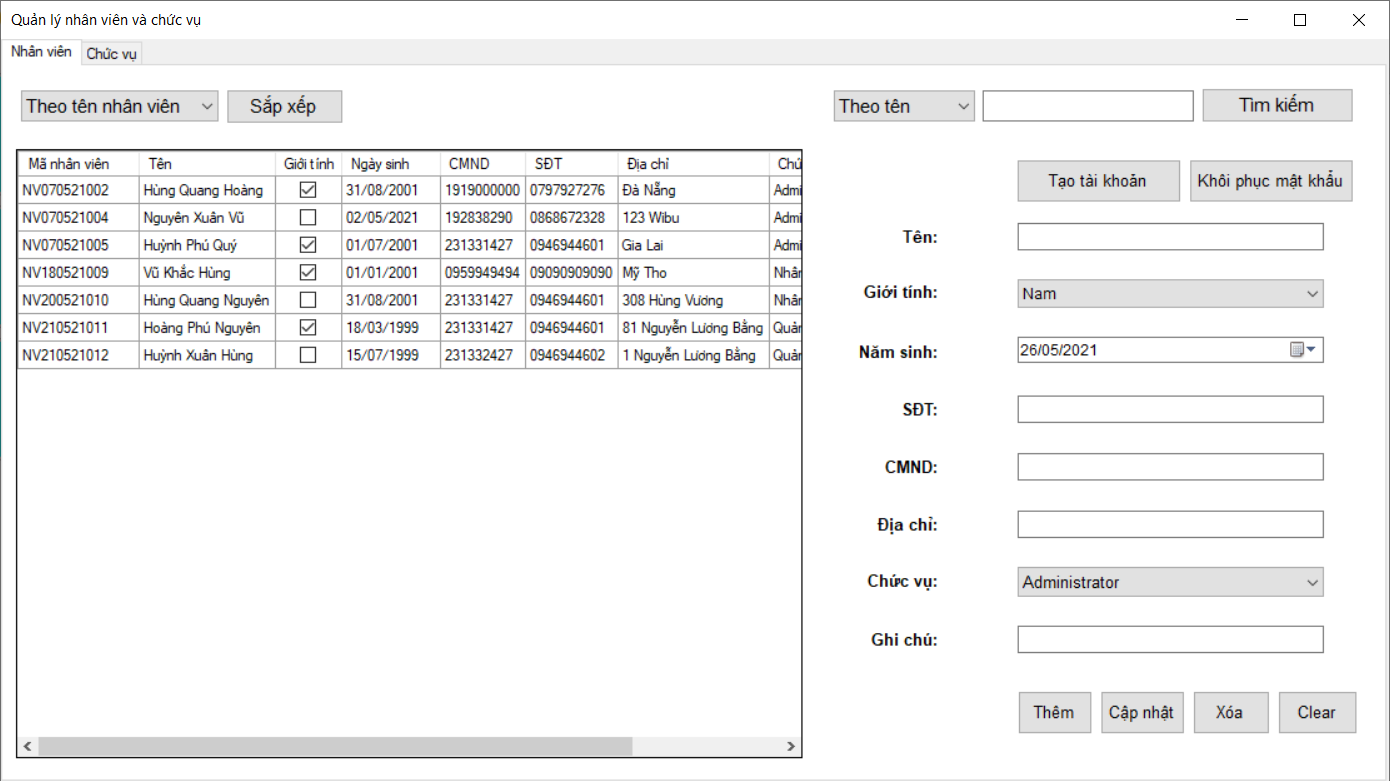 Quản lý nhân viên và chức vụ
Nhân viên Chức vụ
Theo tên nhân viên Sắp xếp Theo tên Tìm kiếm
Mã nhân viên Tên Giới tính Ngày sinh CMND SĐT Địa chỉ Chứ
NV070521002 Hùng Quang Hoàng 31/08/2001 1919000000 0797927276 Đà Nẵng Admi
NV070521004 Nguyên Xuân Vũ 02/05/2021 192838290 0868672328 123 Wibu Admi
NV070521005 Huỳnh Phú Quý 01/07/2001 231331427 0946944601 Gia Lai Admi
NV180521009 Vũ Khắc Hùng 01/01/2001 0959949494 09090909090 Mỹ Tho Nhân
NV200521010 Hùng Quang Nguyên 31/08/2001 231331427 0946944601 308 Hùng Vương Nhân
NV210521011 Hoàng Phú Nguyên 18/03/1999 231331427 0946944601 81 Nguyễn Lương Bằng Quản
NV210521012 Huỳnh Xuân Hùng 15/07/1999 231332427 0946944602 1 Nguyễn Lương Bằng Quản
Tạo tài khoản Khôi phục mật khẩu
Tên:
Giới tính: Nam
Năm sinh: 26/05/2021
SĐT:
CMND:
Địa chỉ:
Chức vụ: Administrator
Ghi chú:
Thêm Cập nhật Xóa Clear